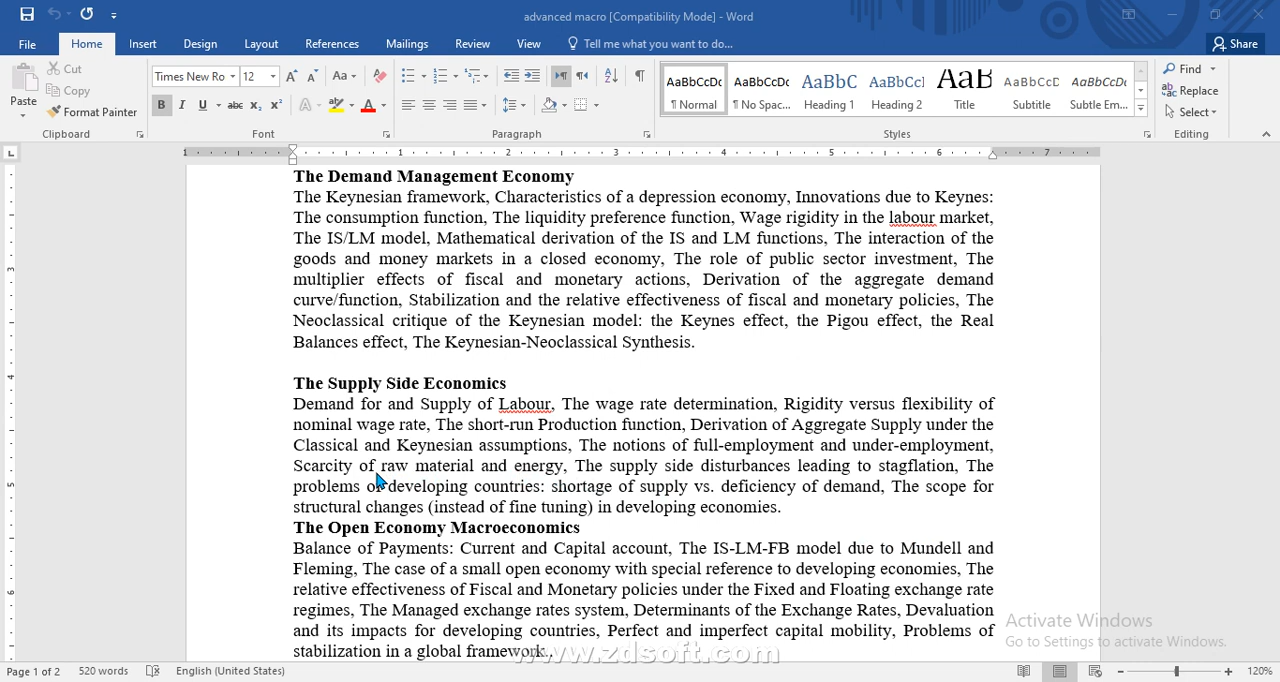 advanced macro [Compatibility Mode] - Word
File Home Insert Design Layout References Mailings Review View Tell me what you want to do... Share
Paste Cut Copy Format Painter
Times New Ro 12 Aa
B I U abc X₂ X² A A
AaBbCcDc AaBbCcDc AaBbC AaBbCcI AaB AaBbCcD AaBbCcDc
¶ Normal ¶ No Spac... Heading 1 Heading 2 Title Subtitle Subtle Em...
Find Replace Select
Clipboard Font Paragraph Styles Editing
1 1 2 3 4 5 6 7
The Demand Management Economy
The Keynesian framework, Characteristics of a depression economy, Innovations due to Keynes:
The consumption function, The liquidity preference function, Wage rigidity in the labour market,
The IS/LM model, Mathematical derivation of the IS and LM functions, The interaction of the
goods and money markets in a closed economy, The role of public sector investment, The
multiplier effects of fiscal and monetary actions, Derivation of the aggregate demand
curve/function, Stabilization and the relative effectiveness of fiscal and monetary policies, The
Neoclassical critique of the Keynesian model: the Keynes effect, the Pigou effect, the Real
Balances effect, The Keynesian-Neoclassical Synthesis.
The Supply Side Economics
Demand for and Supply of Labour, The wage rate determination, Rigidity versus flexibility of
nominal wage rate, The short-run Production function, Derivation of Aggregate Supply under the
Classical and Keynesian assumptions, The notions of full-employment and under-employment,
Scarcity of raw material and energy, The supply side disturbances leading to stagflation, The
problems of developing countries: shortage of supply vs. deficiency of demand, The scope for
structural changes (instead of fine tuning) in developing economies.
The Open Economy Macroeconomics
Balance of Payments: Current and Capital account, The IS-LM-FB model due to Mundell and
Fleming, The case of a small open economy with special reference to developing economies, The
relative effectiveness of Fiscal and Monetary policies under the Fixed and Floating exchange rate
regimes, The Managed exchange rates system, Determinants of the Exchange Rates, Devaluation
and its impacts for developing countries, Perfect and imperfect capital mobility, Problems of
stabilization in a global framework.
Activate Windows
Go to Settings to activate Windows.
www.zdsoft.com
Page 1 of 2 520 words English (United States) 120%